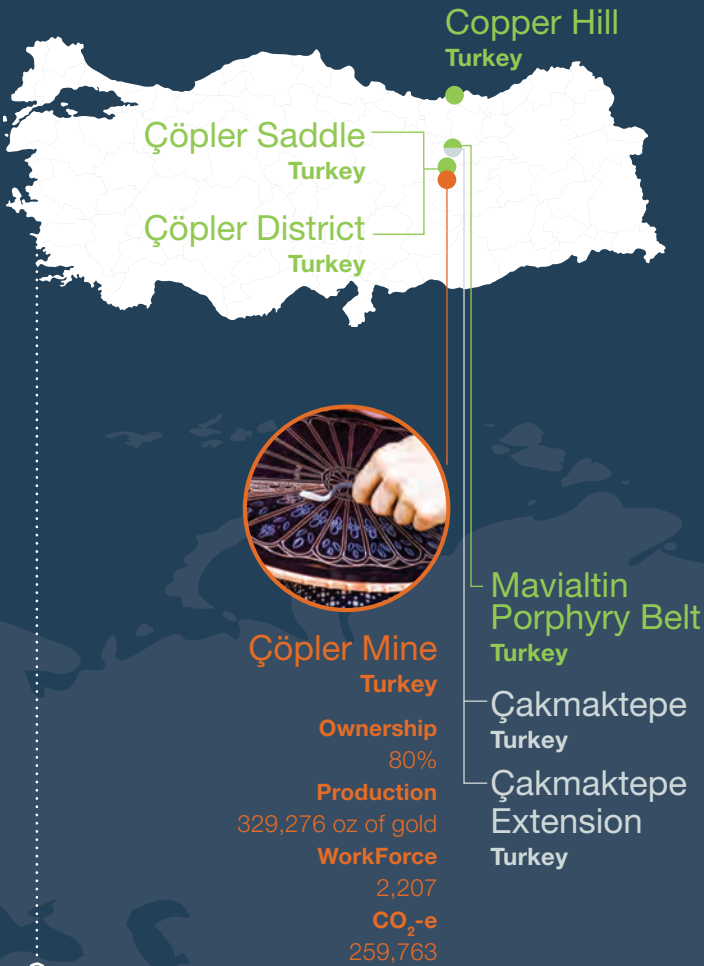 Copper Hill
Turkey
Çöpler Saddle
Turkey
Çöpler District
Turkey
Mavialtin
Porphyry Belt
Turkey
Çöpler Mine
Turkey
Ownership
80%
Production
329,276 oz of gold
WorkForce
2,207
CO₂-e
259,763
Çakmaktepe
Turkey
Çakmaktepe
Extension
Turkey